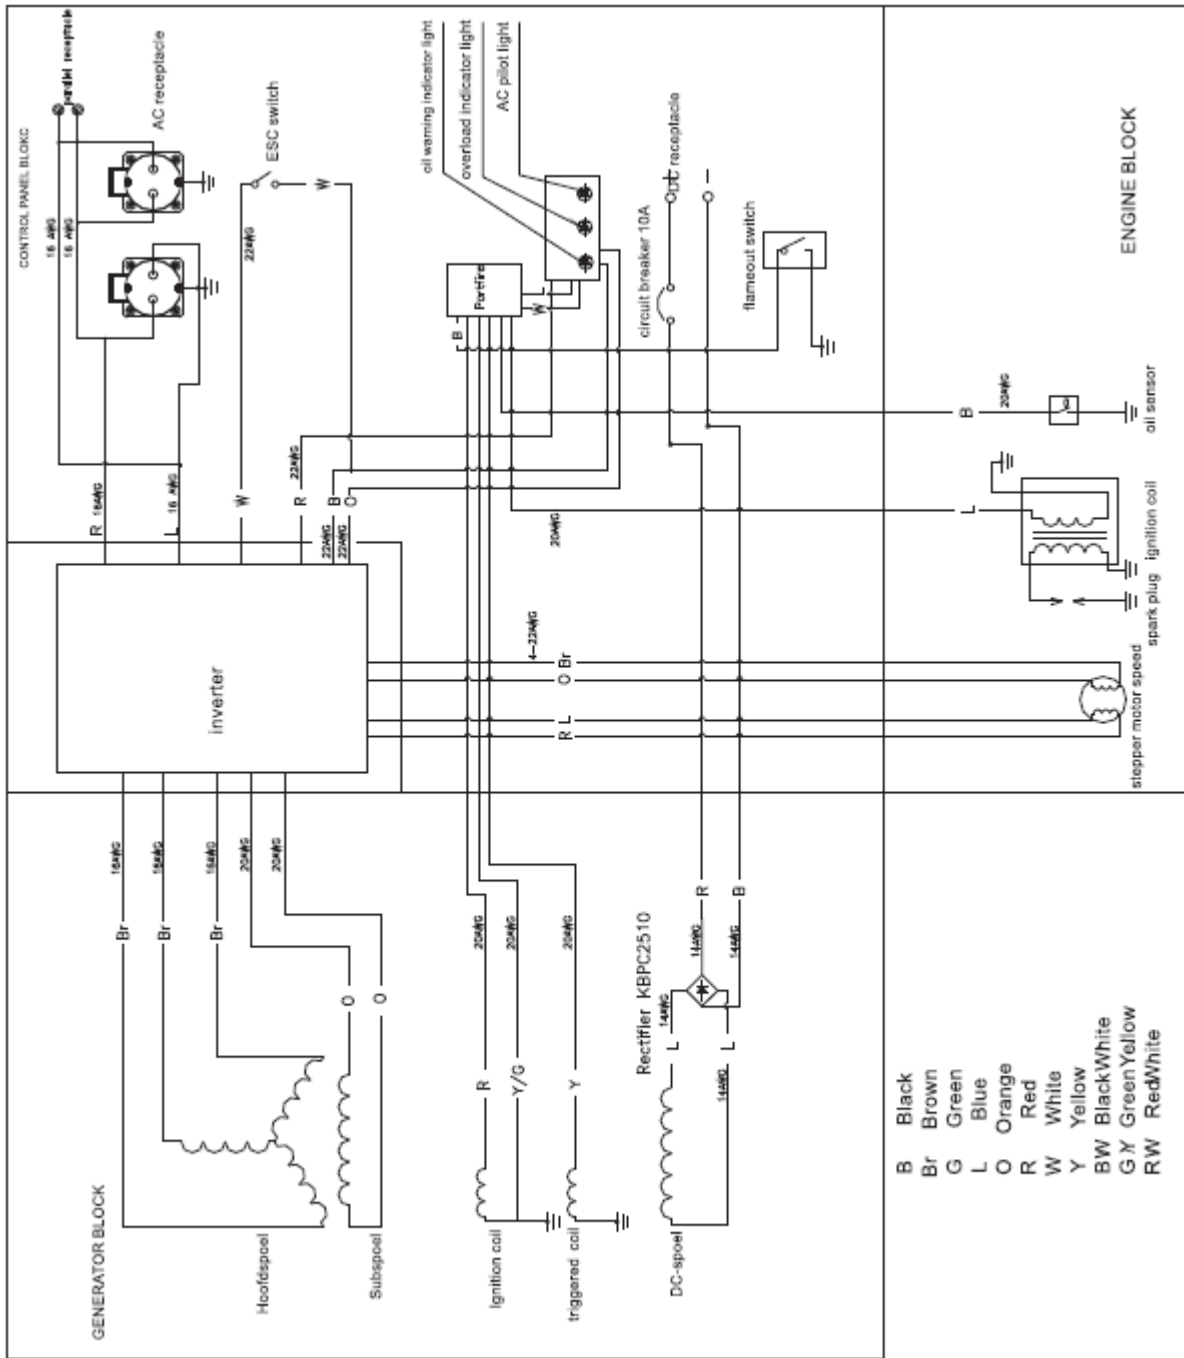 CONTROL PANEL BLOKC
parallel receptacle
AC receptacle
16 AWG
16 AWG
ESC switch
22AWG
W
oil warning indicator light
overload indicator light
AC pilot light
Portfire
B
W
L
circuit breaker 10A
DC receptacle
flameout switch
R
16AWG
L
16 AWG
W
R
22AWG
B
22AWG
O
22AWG
20AWG
inverter
4-22AWG
Br
O
L
R
ENGINE BLOCK
B
20AWG
oil sensor
L
ignition coil
spark plug
stepper motor speed
GENERATOR BLOCK
16AWG
Br
16AWG
Br
16AWG
Br
20AWG
O
20AWG
O
Hoofdspoel
Subspoel
20AWG
R
20AWG
Y/G
20AWG
Y
Ignition coil
triggered coil
Rectifier KBPC2510
R
14AWG
B
14AWG
14AWG
L
L
14AWG
DC-spoel
B Black
Br Brown
G Green
L Blue
O Orange
R Red
W White
Y Yellow
BW BlackWhite
GY GreenYellow
RW RedWhite